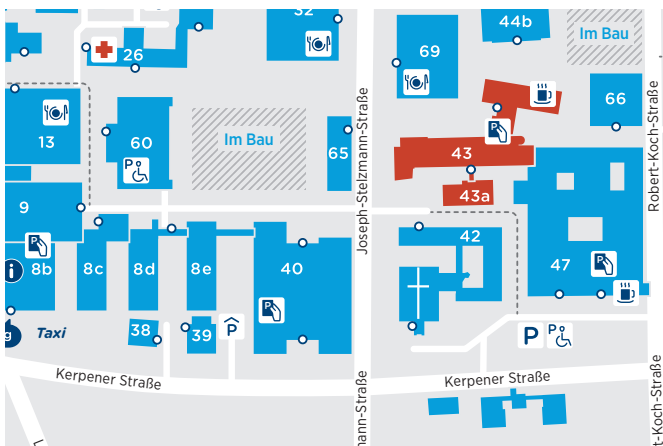 32
44b
Im Bau
26
69
66
13
60
Im Bau
65
43
43a
P
P
9
P
8b
8c
8d
8e
40
42
47
P
i
P
g
Taxi
38
39
P
P
P
Kerpener Straße
Kerpener Straße
Joseph-Stelzmann-Straße
Robert-Koch-Straße
mann-Straße
t-Koch-Straße